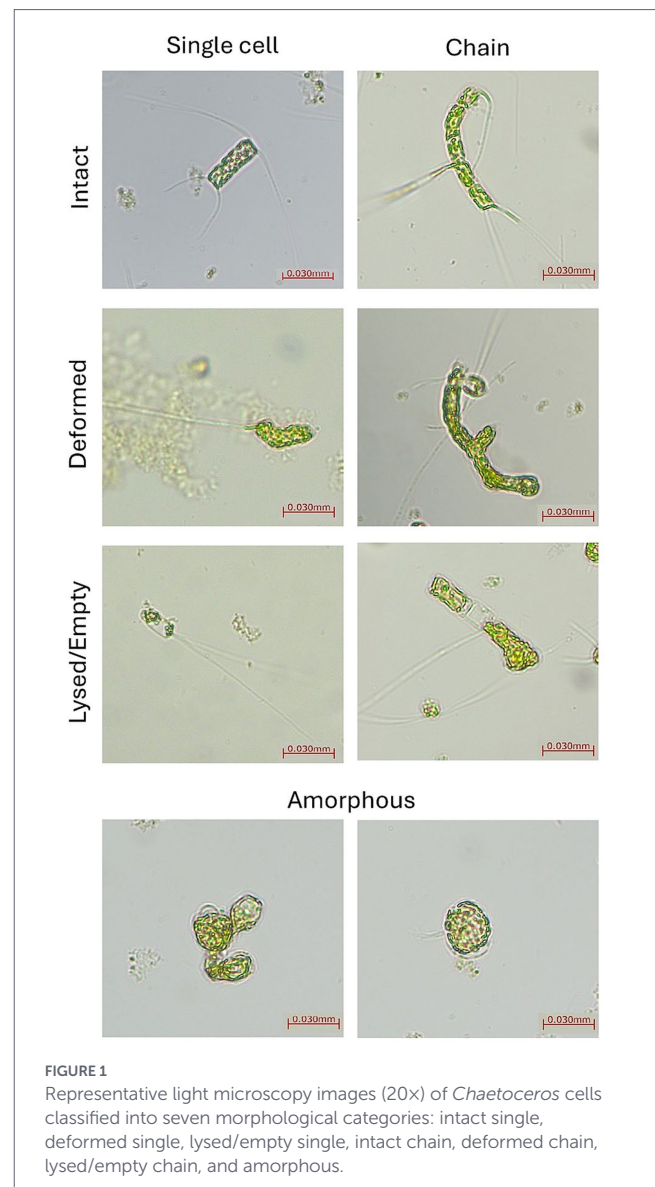 Single cell
Chain
Intact
0.030mm
0.030mm
Deformed
0.030mm
0.030mm
Lysed/Empty
0.030mm
0.030mm
Amorphous
0.030mm
0.030mm
FIGURE 1
Representative light microscopy images (20×) of Chaetoceros cells
classified into seven morphological categories: intact single,
deformed single, lysed/empty single, intact chain, deformed chain,
lysed/empty chain, and amorphous.